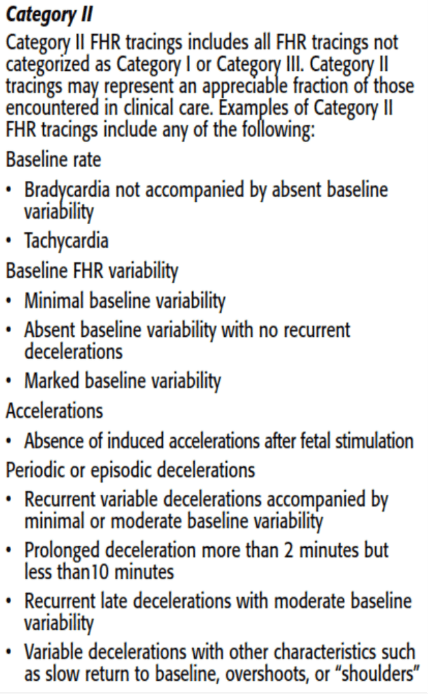 Category II
Category II FHR tracings includes all FHR tracings not
categorized as Category I or Category III. Category II
tracings may represent an appreciable fraction of those
encountered in clinical care. Examples of Category II
FHR tracings include any of the following:
Baseline rate
• Bradycardia not accompanied by absent baseline
variability
• Tachycardia
Baseline FHR variability
• Minimal baseline variability
• Absent baseline variability with no recurrent
decelerations
• Marked baseline variability
Accelerations
• Absence of induced accelerations after fetal stimulation
Periodic or episodic decelerations
• Recurrent variable decelerations accompanied by
minimal or moderate baseline variability
• Prolonged deceleration more than 2 minutes but
less than10 minutes
• Recurrent late decelerations with moderate baseline
variability
• Variable decelerations with other characteristics such
as slow return to baseline, overshoots, or “shoulders”